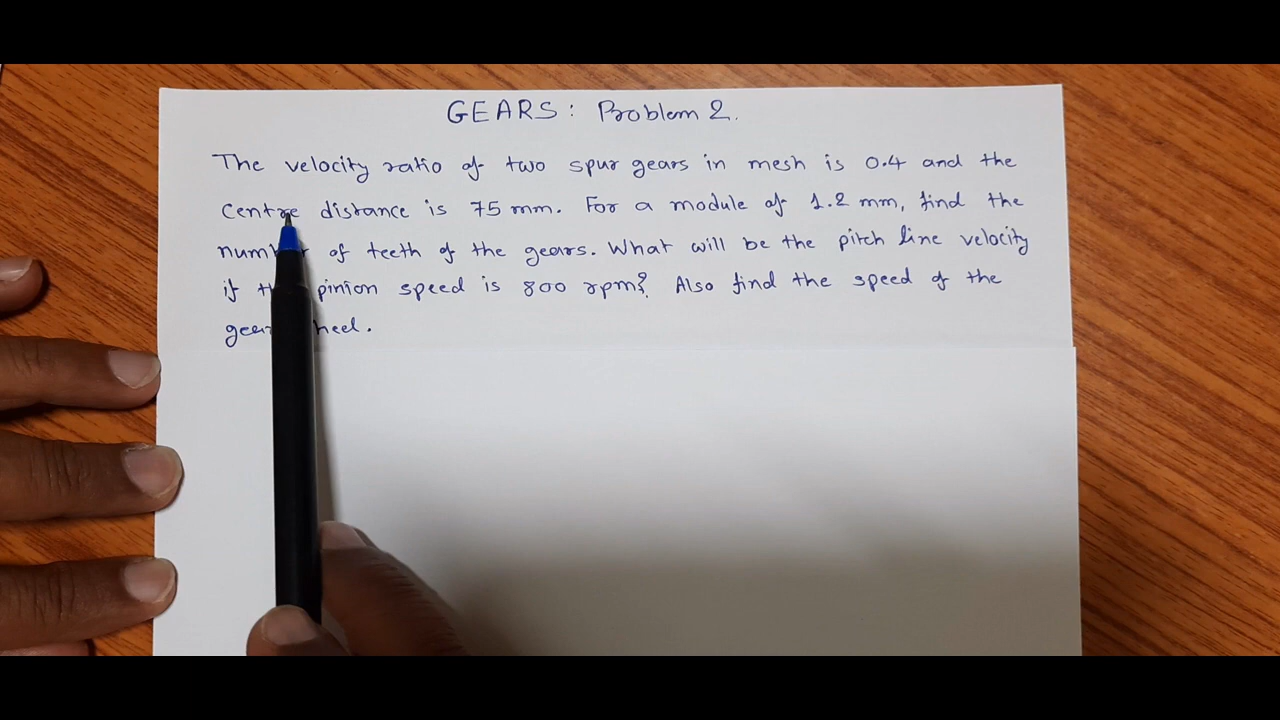 GEARS: Problem 2.
The velocity ratio of two spur gears in mesh is 0.4 and the
Centre distance is 75 mm. For a module of 1.2 mm, find the
of teeth of the gears. What will be the pitch line velocity
if pinion speed is 800 rpm? Also find the speed of the